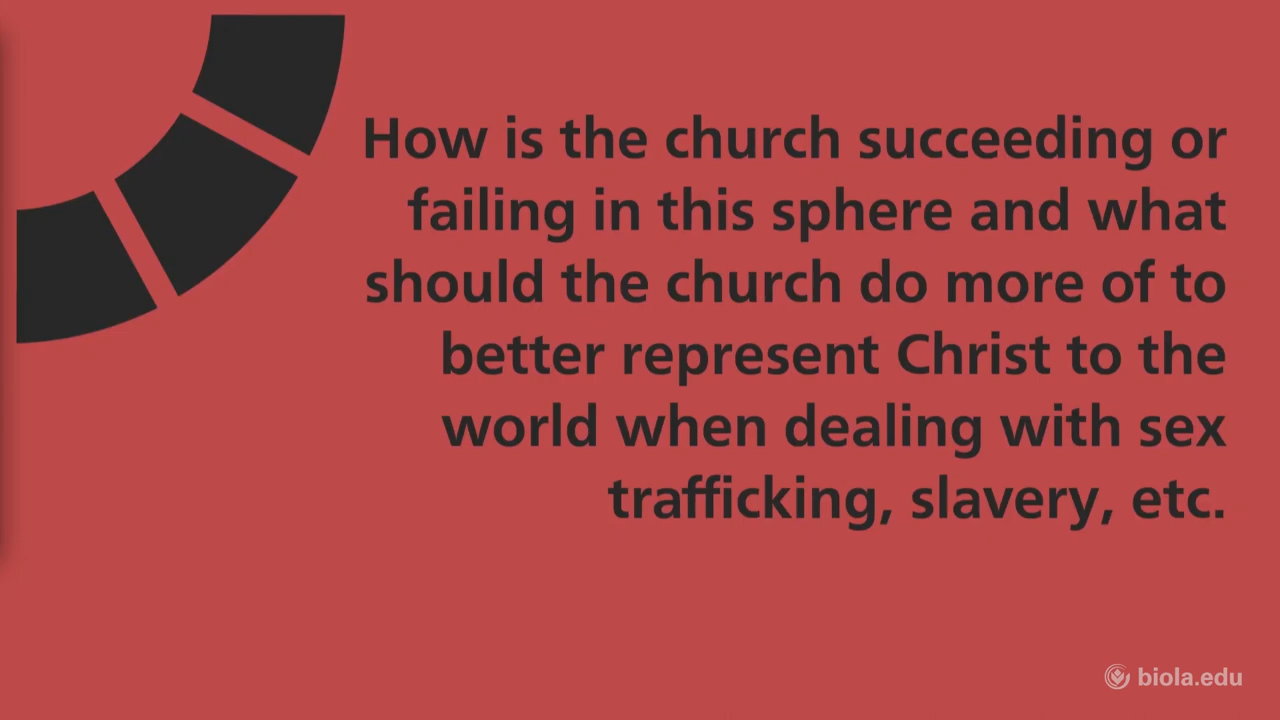 How is the church succeeding or
failing in this sphere and what
should the church do more of to
better represent Christ to the
world when dealing with sex
trafficking, slavery, etc.
biola.edu